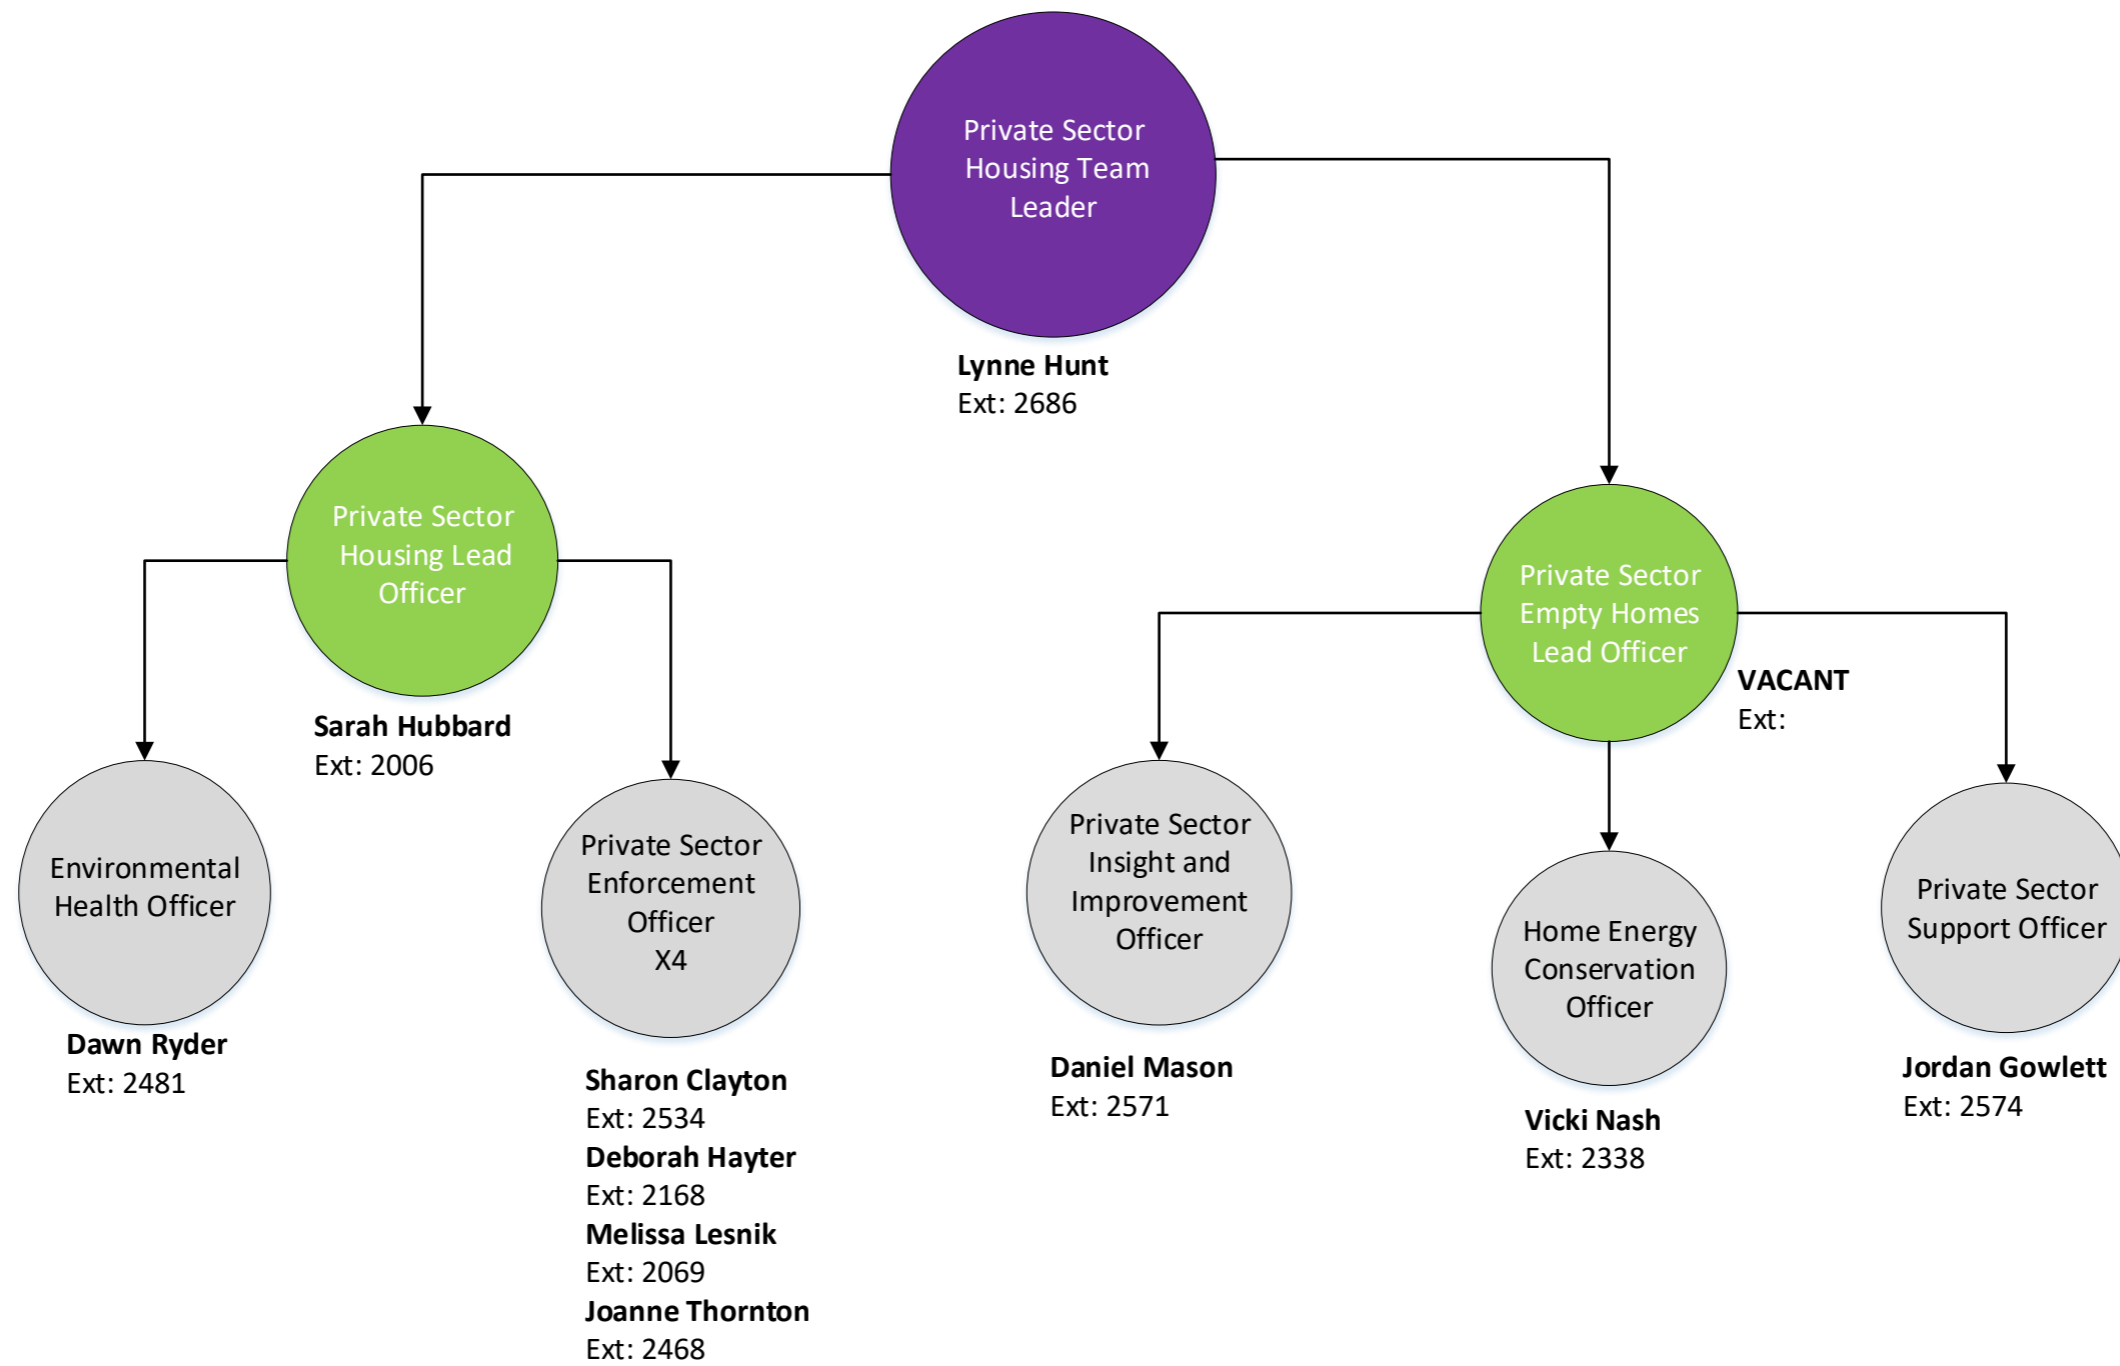 Private Sector
Housing Team
Leader
Lynne Hunt
Ext: 2686
Private Sector
Housing Lead
Officer
Sarah Hubbard
Ext: 2006
Private Sector
Empty Homes
Lead Officer
VACANT
Ext:
Environmental
Health Officer
Dawn Ryder
Ext: 2481
Private Sector
Enforcement
Officer
X4
Sharon Clayton
Ext: 2534
Deborah Hayter
Ext: 2168
Melissa Lesnik
Ext: 2069
Joanne Thornton
Ext: 2468
Private Sector
Insight and
Improvement
Officer
Daniel Mason
Ext: 2571
Home Energy
Conservation
Officer
Vicki Nash
Ext: 2338
Private Sector
Support Officer
Jordan Gowlett
Ext: 2574